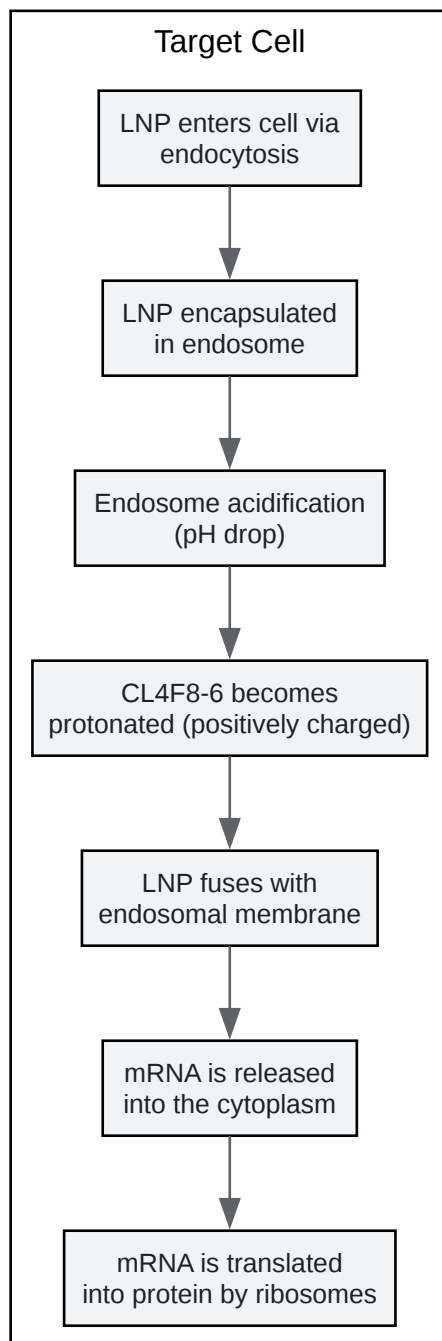 Target Cell
LNP enters cell via
endocytosis
LNP encapsulated
in endosome
Endosome acidification
(pH drop)
CL4F8-6 becomes
protonated (positively charged)
LNP fuses with
endosomal membrane
mRNA is released
into the cytoplasm
mRNA is translated
into protein by ribosomes